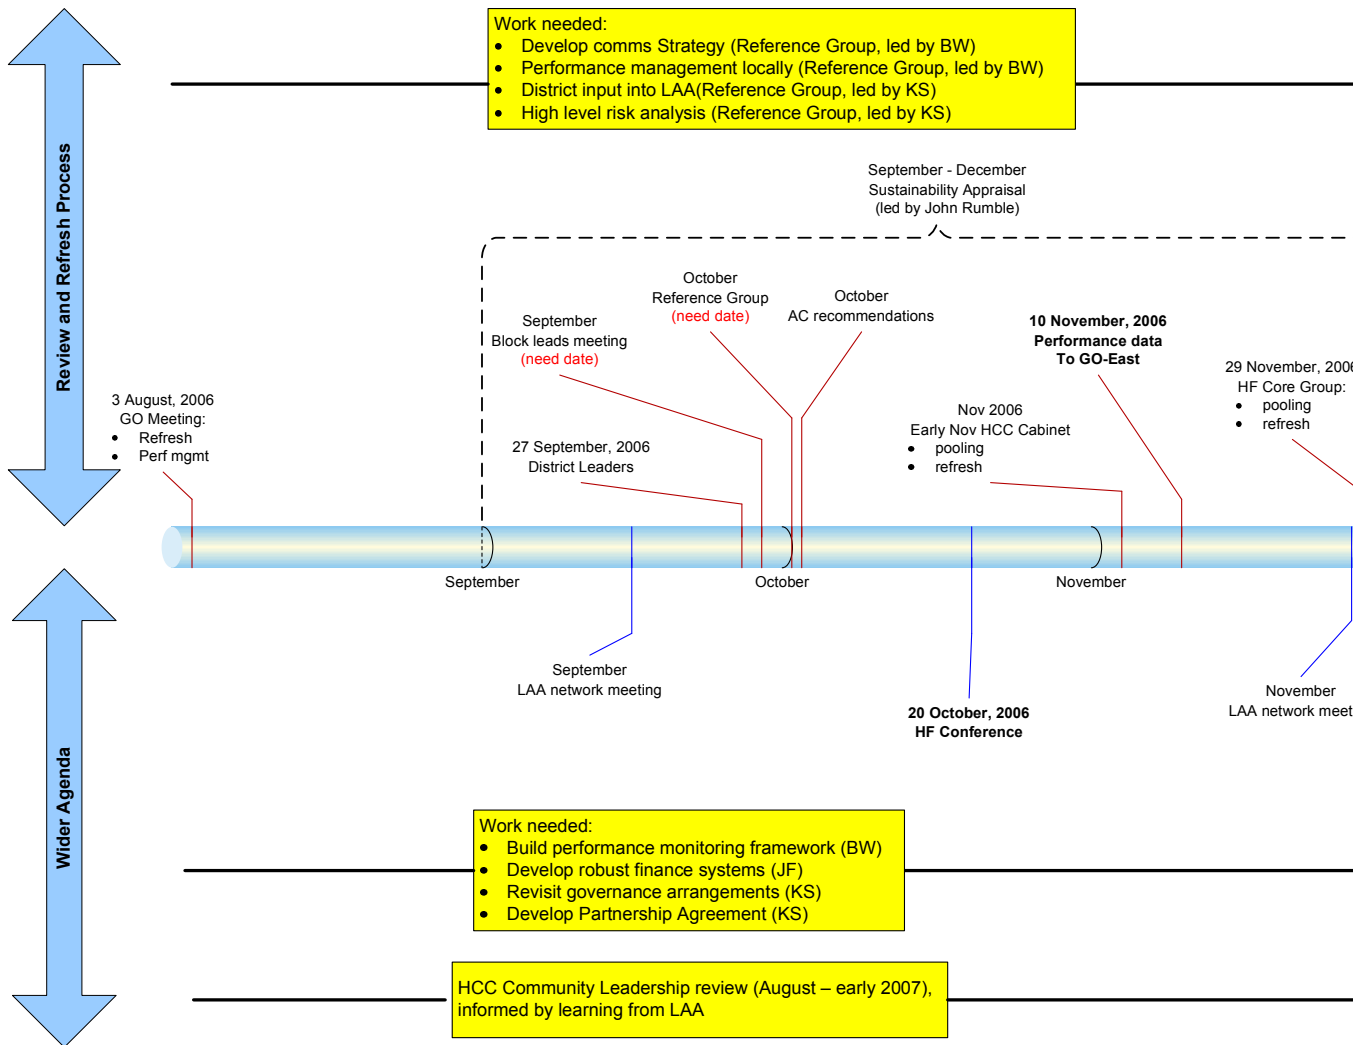 Review and Refresh Process
Work needed:
• Develop comms Strategy (Reference Group, led by BW)
• Performance management locally (Reference Group, led by BW)
• District input into LAA(Reference Group, led by KS)
• High level risk analysis (Reference Group, led by KS)
September - December
Sustainability Appraisal
(led by John Rumble)
3 August, 2006
GO Meeting:
• Refresh
• Perf mgmt
27 September, 2006
District Leaders
September
Block leads meeting
(need date)
October
Reference Group
(need date)
October
AC recommendations
Nov 2006
Early Nov HCC Cabinet
• pooling
• refresh
10 November, 2006
Performance data
To GO-East
29 November, 2006
HF Core Group:
• pooling
• refresh
September
October
November
Wider Agenda
September
LAA network meeting
20 October, 2006
HF Conference
November
LAA network meet
Work needed:
• Build performance monitoring framework (BW)
• Develop robust finance systems (JF)
• Revisit governance arrangements (KS)
• Develop Partnership Agreement (KS)
HCC Community Leadership review (August – early 2007),
informed by learning from LAA